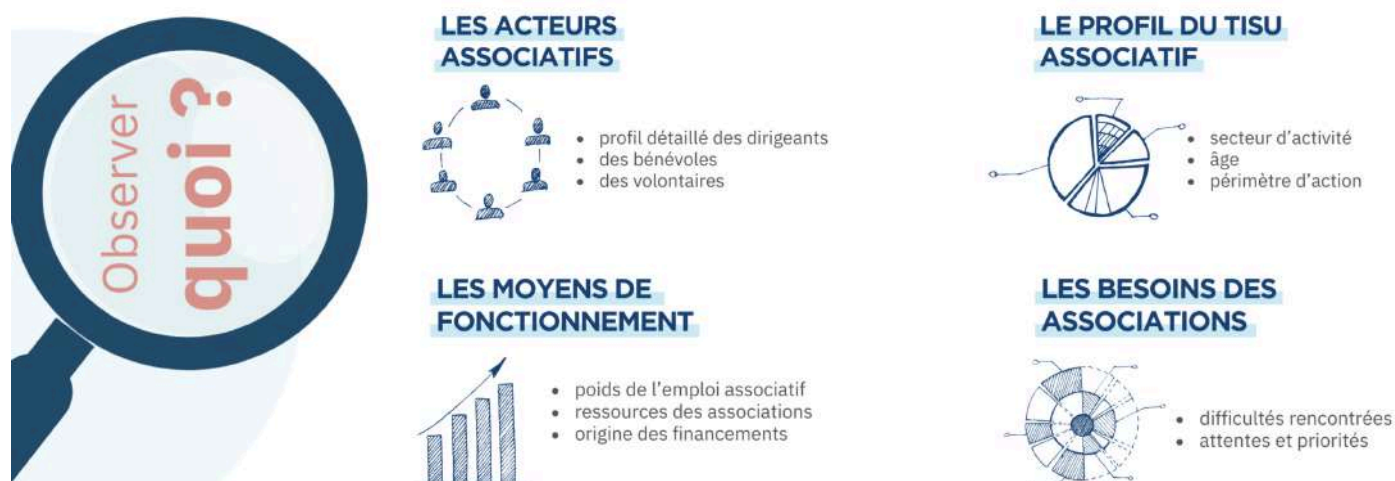 Observer
quoi ?
LES ACTEURS
ASSOCIATIFS
• profil détaillé des dirigeants
• des bénévoles
• des volontaires
LE PROFIL DU TISU
ASSOCIATIF
• secteur d'activité
• âge
• périmètre d'action
LES MOYENS DE
FONCTIONNEMENT
• poids de l'emploi associatif
• ressources des associations
• origine des financements
LES BESOINS DES
ASSOCIATIONS
• difficultés rencontrées
• attentes et priorités